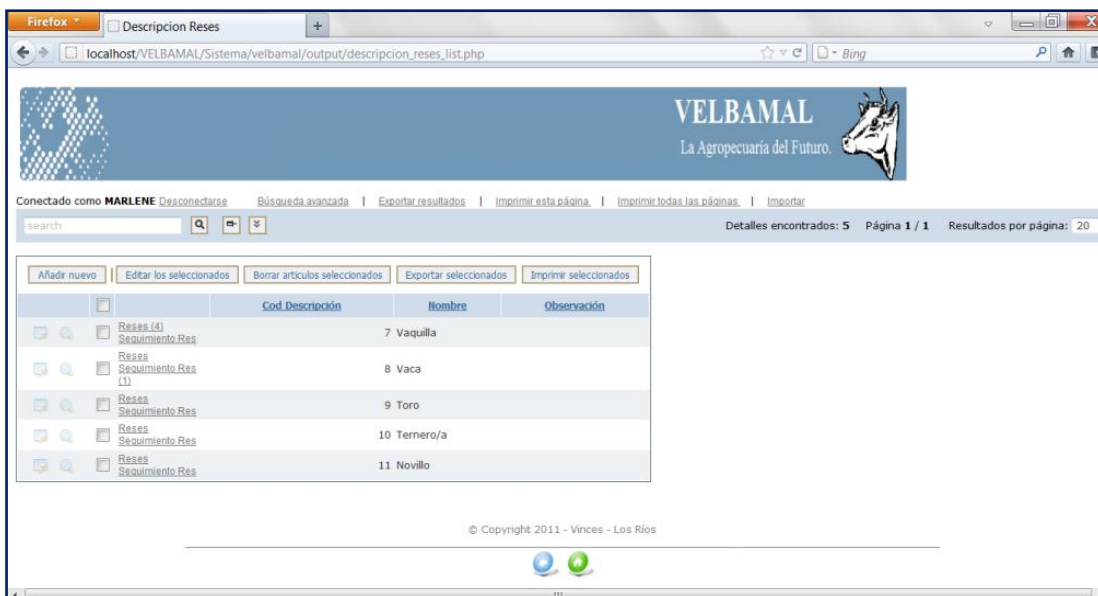 Firefox
Descripcion Reses
localhost/VELBAMAL/Sistema/velbamal/output/descripcion_reses_list.php
Bing
VELBAMAL
La Agropecuaría del Futuro.
Conectado como MARLENE Desconectarse Búsqueda avanzada | Exportar resultados | Imprimir esta página | Imprimir todas las páginas | Importar
search
Detalles encontrados: 5 Página 1 / 1 Resultados por página: 20
Añadir nuevo | Editar los seleccionados Borrar articulos seleccionados Exportar seleccionados Imprimir seleccionados
Cod Descripción Nombre Observación
Reses (4)
Seguimiento Res
7 Vaquilla
Reses
Seguimiento Res
(1)
8 Vaca
Reses
Seguimiento Res
9 Toro
Reses
Seguimiento Res
10 Ternero/a
Reses
Seguimiento Res
11 Novillo
© Copyright 2011 - Vinces - Los Ríos